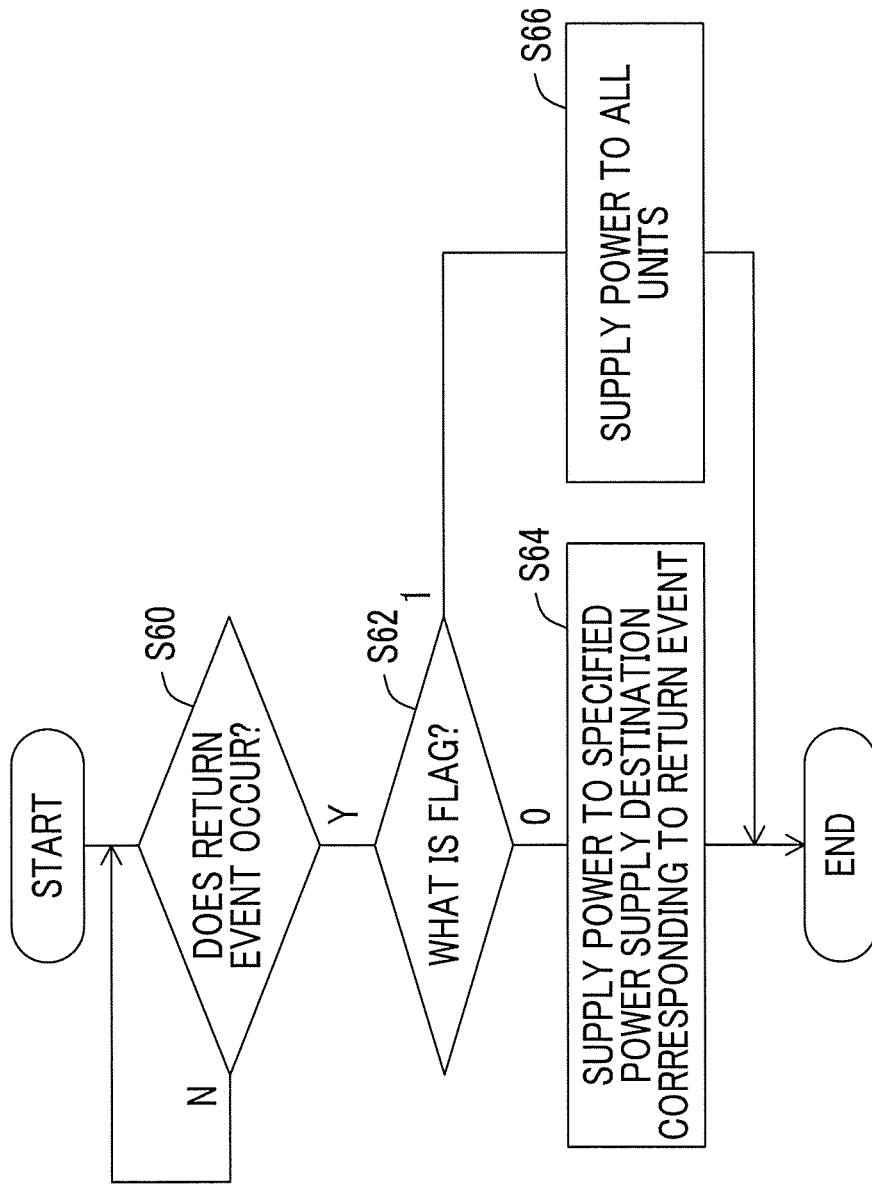 START
S60
DOES RETURN
EVENT OCCUR?
N
Y
S62
WHAT IS FLAG?
1
0
S64
SUPPLY POWER TO SPECIFIED
POWER SUPPLY DESTINATION
CORRESPONDING TO RETURN EVENT
S66
SUPPLY POWER TO ALL
UNITS
END